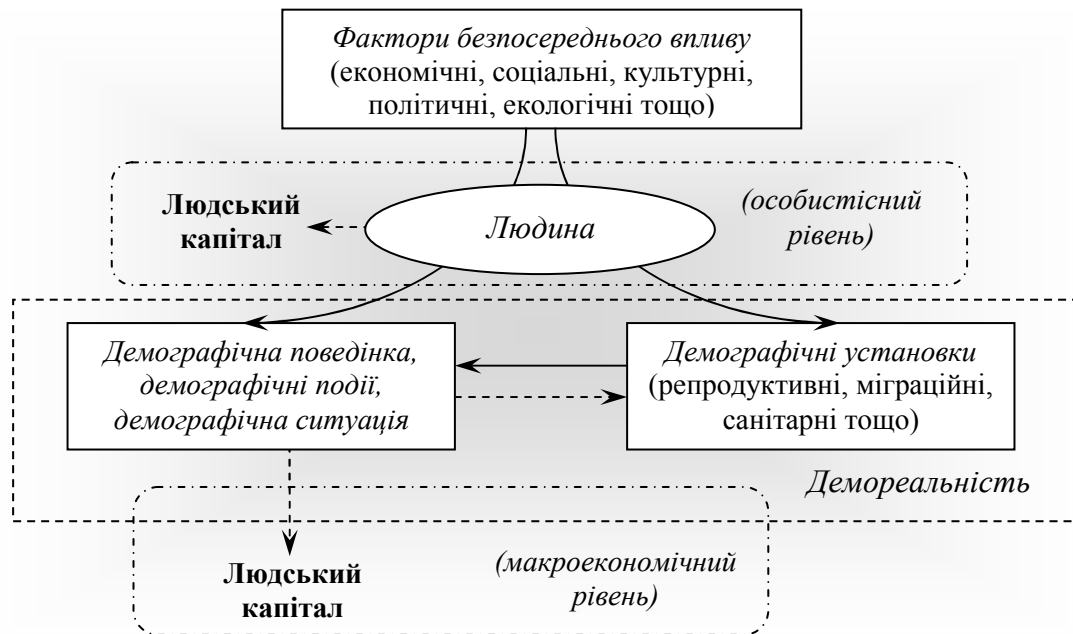 Фактори безпосереднього впливу
(економічні, соціальні, культурні,
політичні, екологічні тощо)
Людський
капітал
Людина
(особистісний
рівень)
Демографічна поведінка,
демографічні події,
демографічна ситуація
Демографічні установки
(репродуктивні, міграційні,
санітарні тощо)
Демореальність
Людський
капітал
(макроекономічний
рівень)